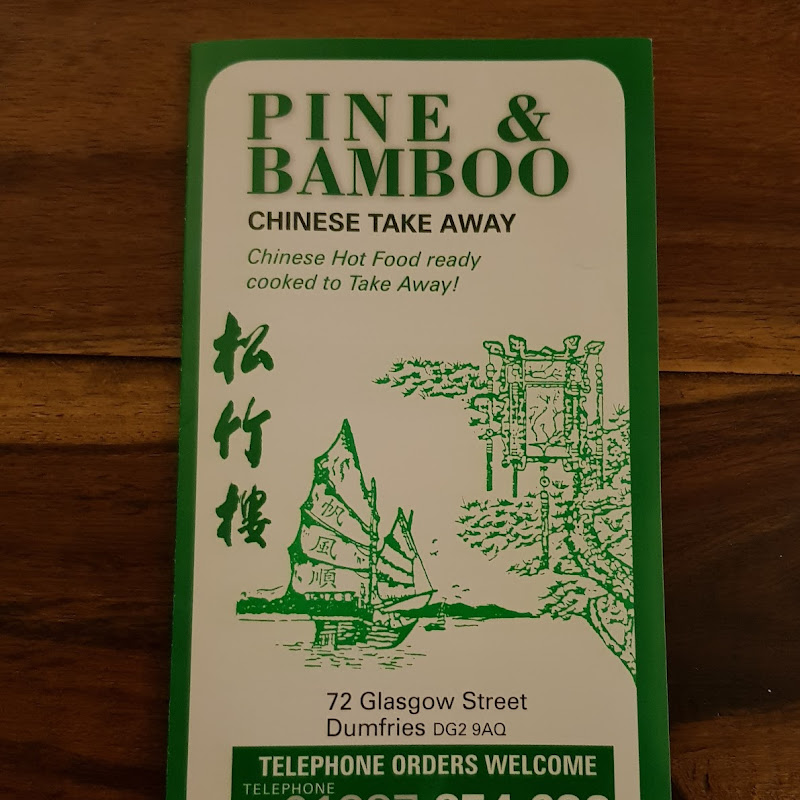 PINE &
BAMBOO
CHINESE TAKE AWAY
Chinese Hot Food ready
cooked to Take Away!
松竹樓
帆風順
72 Glasgow Street
Dumfries DG2 9AQ
TELEPHONE ORDERS WELCOME
TELEPHONE